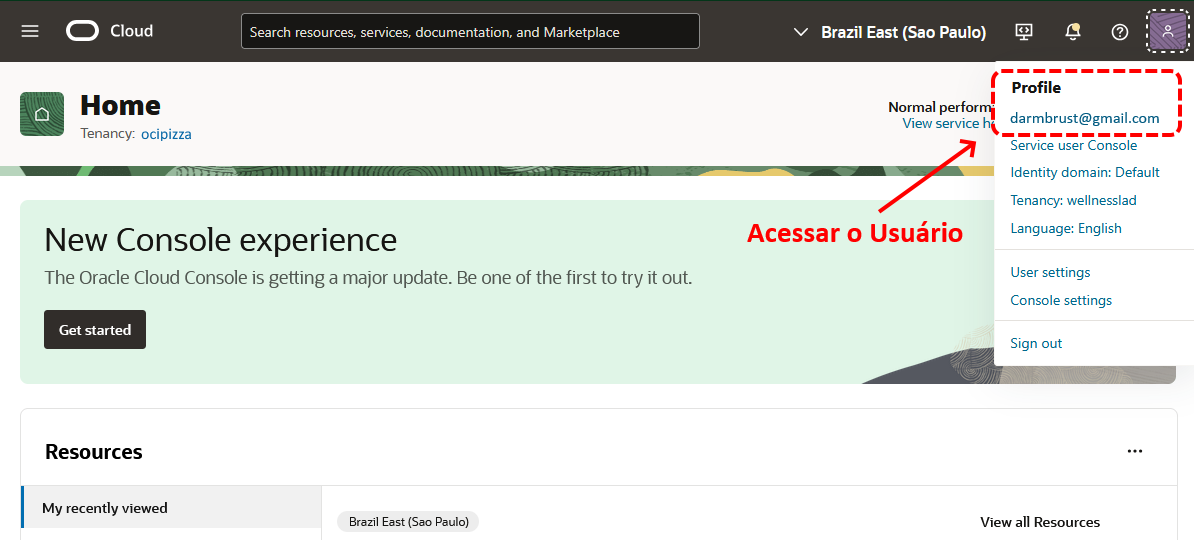 Cloud
Search resources, services, documentation, and Marketplace
Brazil East (Sao Paulo)
Home
Tenancy: ocipizza
Normal perform
View service h
Profile
darmbrust@gmail.com
Service user Console
Identity domain: Default
Tenancy: wellnesslad
Language: English
User settings
Console settings
Sign out
Acessar o Usuário
New Console experience
The Oracle Cloud Console is getting a major update. Be one of the first to try it out.
Get started
Resources
My recently viewed
Brazil East (Sao Paulo)
View all Resources